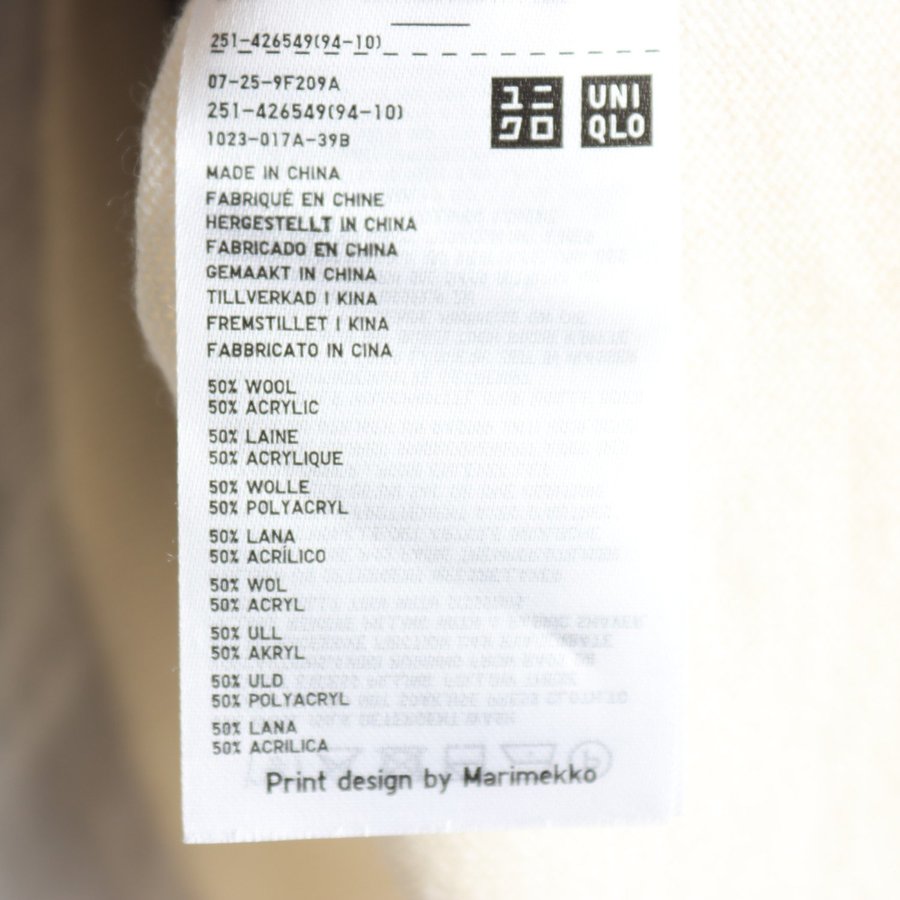 251-426549(94-10)
07-25-9F209A
251-426549(94-10)
1023-017A-39B
ユニ
クロ
UNI
QLO
MADE IN CHINA
FABRIQUÉ EN CHINE
HERGESTELLT IN CHINA
FABRICADO EN CHINA
GEMAAKT IN CHINA
TILLVERKAD I KINA
FREMSTILLET I KINA
FABBRICATO IN CINA
50% WOOL
50% ACRYLIC
50% LAINE
50% ACRYLIQUE
50% WOLLE
50% POLYACRYL
50% LANA
50% ACRÍLICO
50% WOL
50% ACRYL
50% ULL
50% AKRYL
50% ULD
50% POLYACRYL
50% LANA
50% ACRILICA
Print design by Marimekko